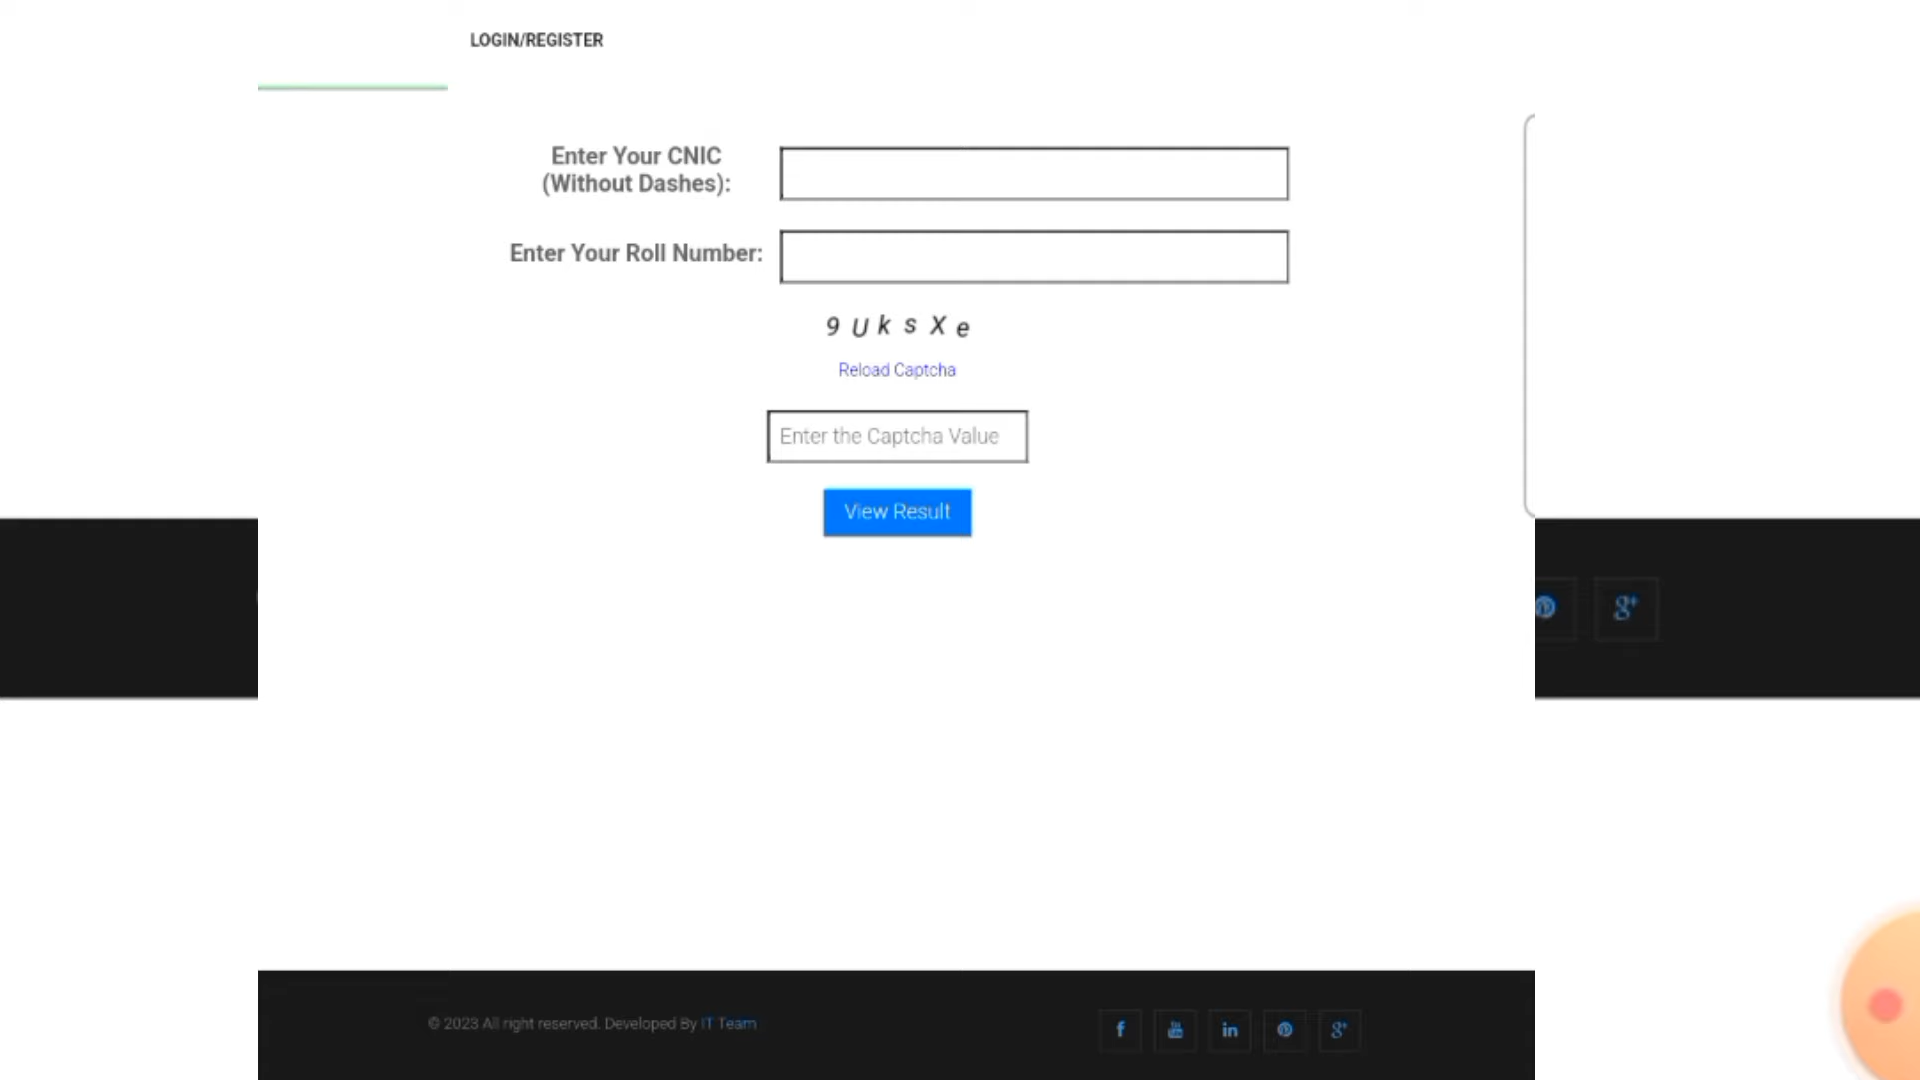 LOGIN/REGISTER
Enter Your CNIC
(Without Dashes):
Enter Your Roll Number:
9 U k s X e
Reload Captcha
Enter the Captcha Value
View Result
© 2023 All right reserved. Developed By IT Team